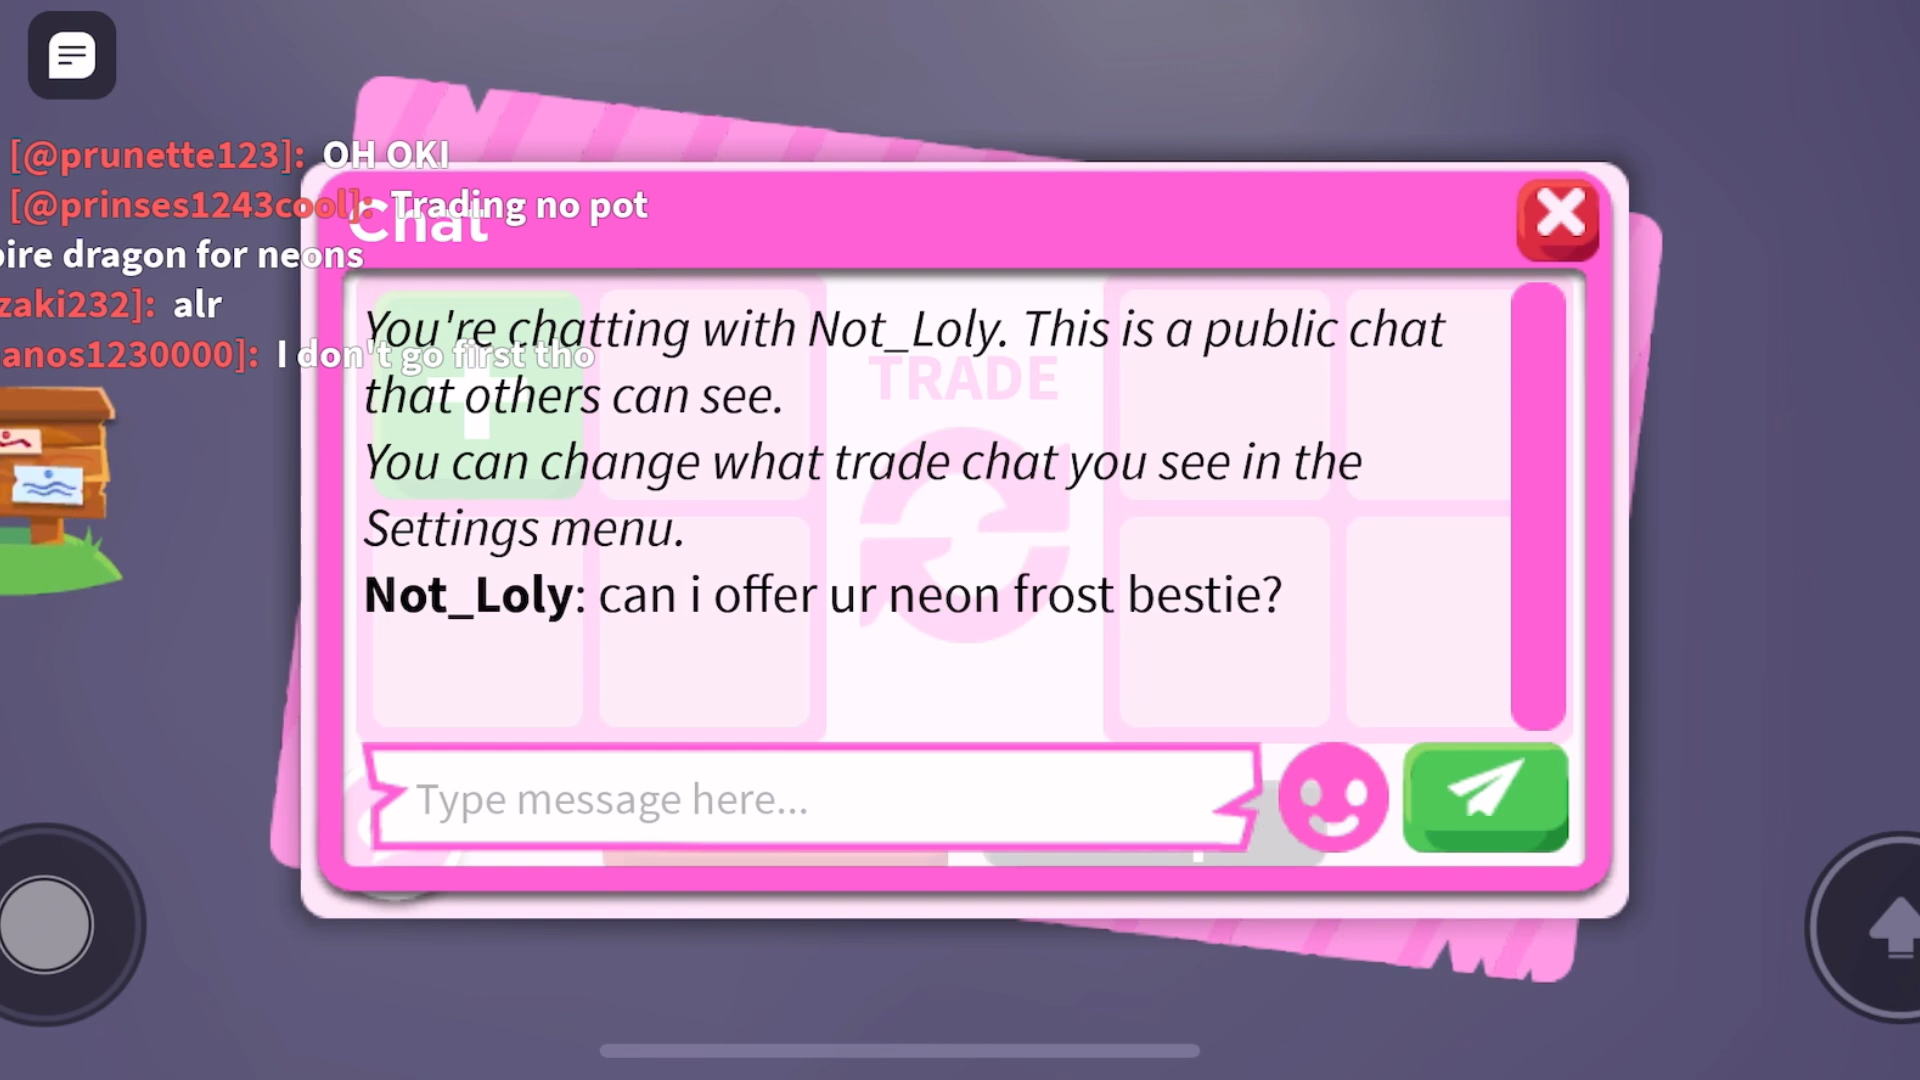 [@prunette123]: OH OKI
[@prinses1243cool]: Trading no pot
Chat
pire dragon for neons
zaki232]: alr
You're chatting with Not_Loly. This is a public chat
anos1230000]: I don't go first tho
TRADE
that others can see.
You can change what trade chat you see in the
Settings menu.
Not_Loly: can i offer ur neon frost bestie?
Type message here...